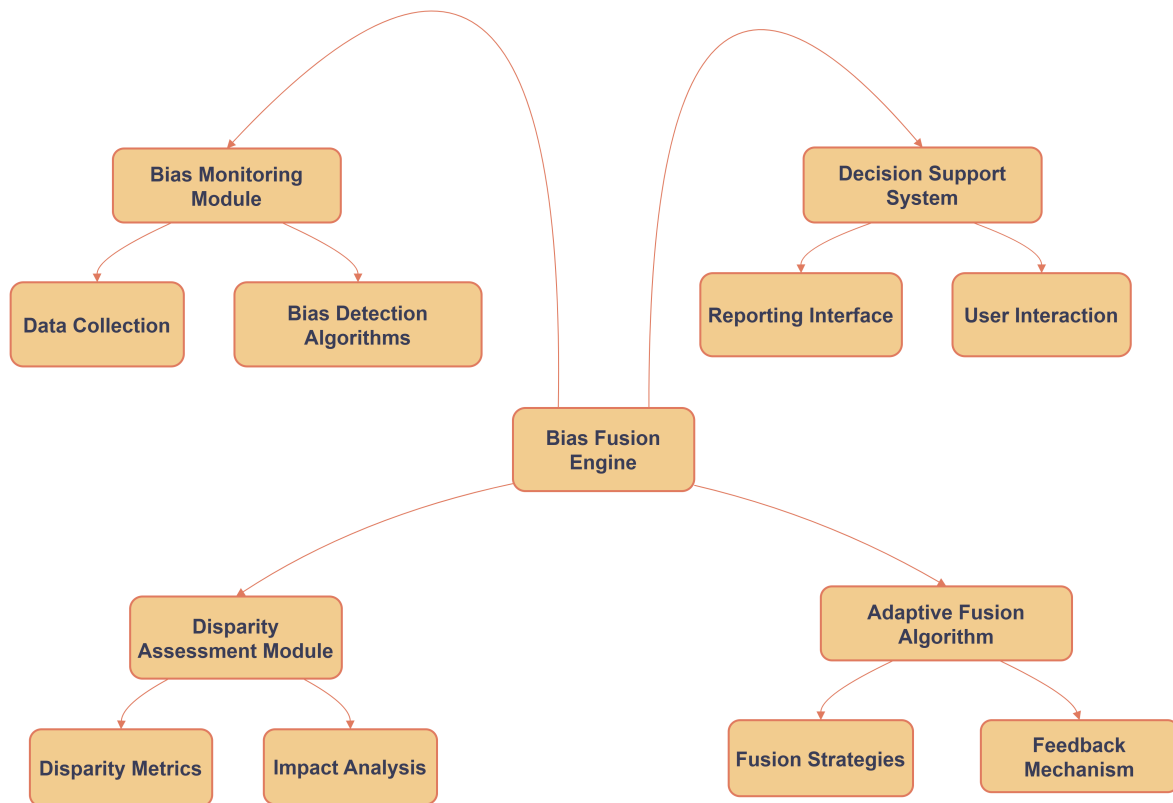 Bias Monitoring
Module
Decision Support
System
Data Collection
Bias Detection
Algorithms
Reporting Interface
User Interaction
Bias Fusion
Engine
Disparity
Assessment Module
Adaptive Fusion
Algorithm
Disparity Metrics
Impact Analysis
Fusion Strategies
Feedback
Mechanism